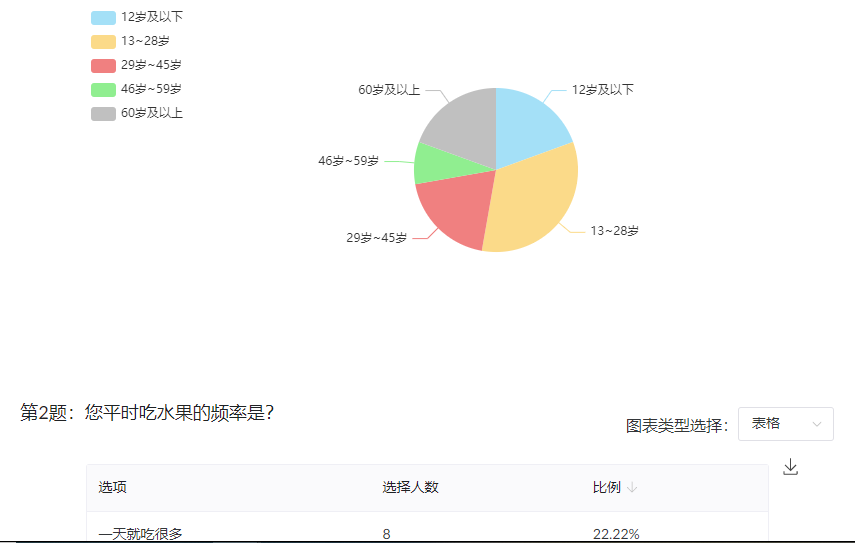 12岁及以下
13~28岁
29岁~45岁
46岁~59岁
60岁及以上
60岁及以上
12岁及以下
46岁~59岁
13~28岁
29岁~45岁
第2题：您平时吃水果的频率是?
图表类型选择： 表格
选项 选择人数 比例
一天就吃很多 8 22.22%